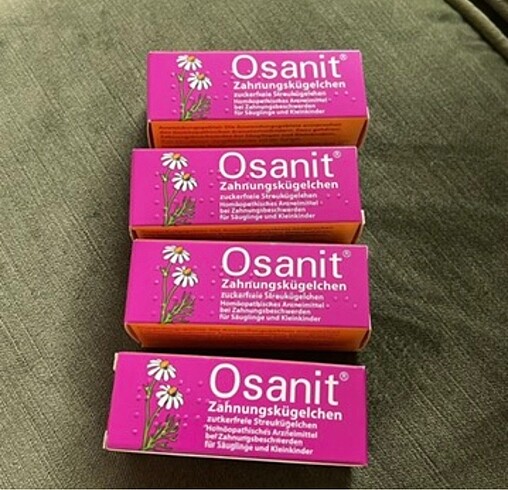 Osanit®
Zahnungskügelchen
zuckerfreie Streukügelchen
Homöopathisches Arzneimittel
bei Zahnungsbeschwerden
für Säuglinge und Kleinkinder
Osanit®
Zahnungskügelchen
zuckerfreie Streukügelchen
Homöopathisches Arzneimittel
bei Zahnungsbeschwerden
für Säuglinge und Kleinkinder
Osanit®
Zahnungskügelchen
zuckerfreie Streukügelchen
Homöopathisches Arzneimittel
bei Zahnungsbeschwerden
für Säuglinge und Kleinkinder
Osanit®
Zahnungskügelchen
zuckerfreie Streukügelchen
Homöopathisches Arzneimittel
bei Zahnungsbeschwerden
für Säuglinge und Kleinkinder